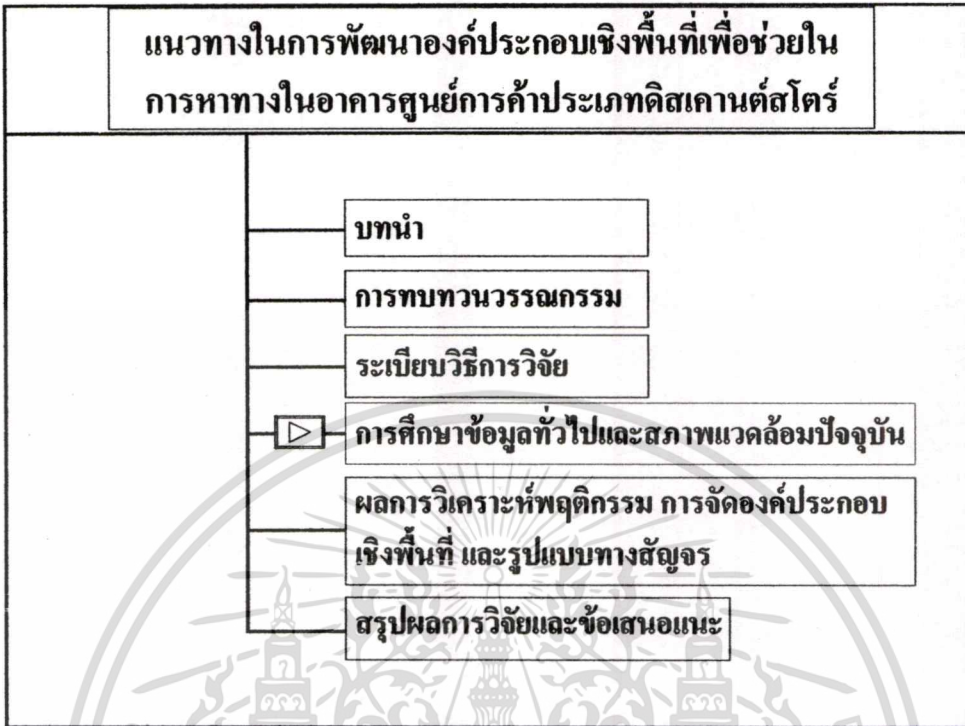 แนวทางในการพัฒนาองค์ประกอบเชิงพื้นที่เพื่อช่วยใน
การหาทางในอาคารศูนย์การค้าประเภทดิสเคานต์สโตร์
บทนำ
การทบทวนวรรณกรรม
ระเบียบวิธีการวิจัย
การศึกษาข้อมูลทั่วไปและสภาพแวดล้อมปัจจุบัน
ผลการวิเคราะห์พฤติกรรม การจัดองค์ประกอบ
เชิงพื้นที่ และรูปแบบทางสัญจร
สรุปผลการวิจัยและข้อเสนอแนะ